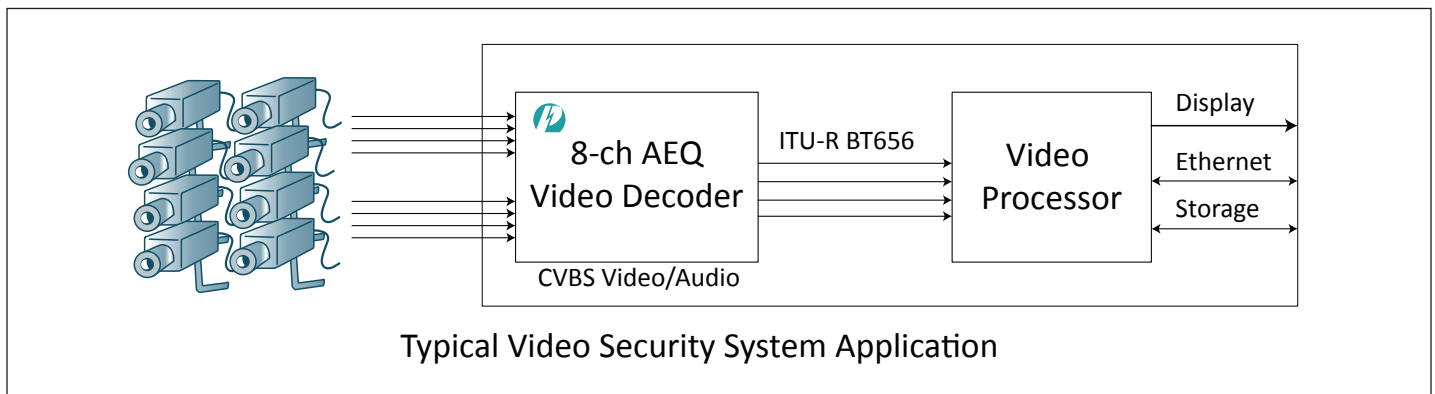 8-ch AEQ
Video Decoder
CVBS Video/Audio
ITU-R BT656
Video
Processor
Display
Ethernet
Storage
Typical Video Security System Application